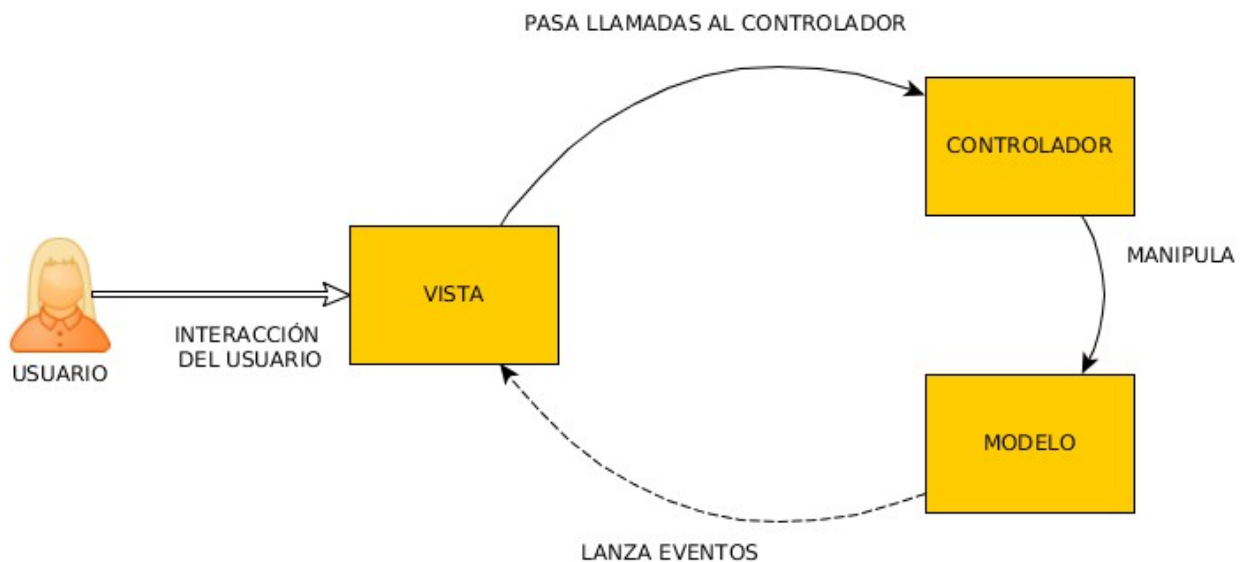 PASA LLAMADAS AL CONTROLADOR
CONTROLADOR
MANIPULA
VISTA
INTERACCIÓN
DEL USUARIO
USUARIO
MODELO
LANZA EVENTOS